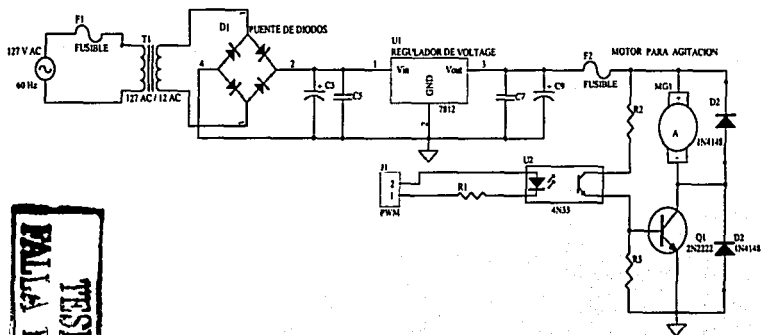 F1
FUSIBLE
127 V AC
60 Hz
T1
127 AC / 12 AC
D1
PUENTE DE DIODOS
4
2
C3
C5
U1
REGULADOR DE VOLTAGE
1
Vin
Vout
3
GND
7812
2
C7
C9
F2
FUSIBLE
MOTOR PARA AGITACION
MG1
+
A
-
D2
1N4148
R2
J1
2
1
PWM
R1
U2
4N33
R3
Q1
2N2222
D2
1N4148
TESI
FALLA D